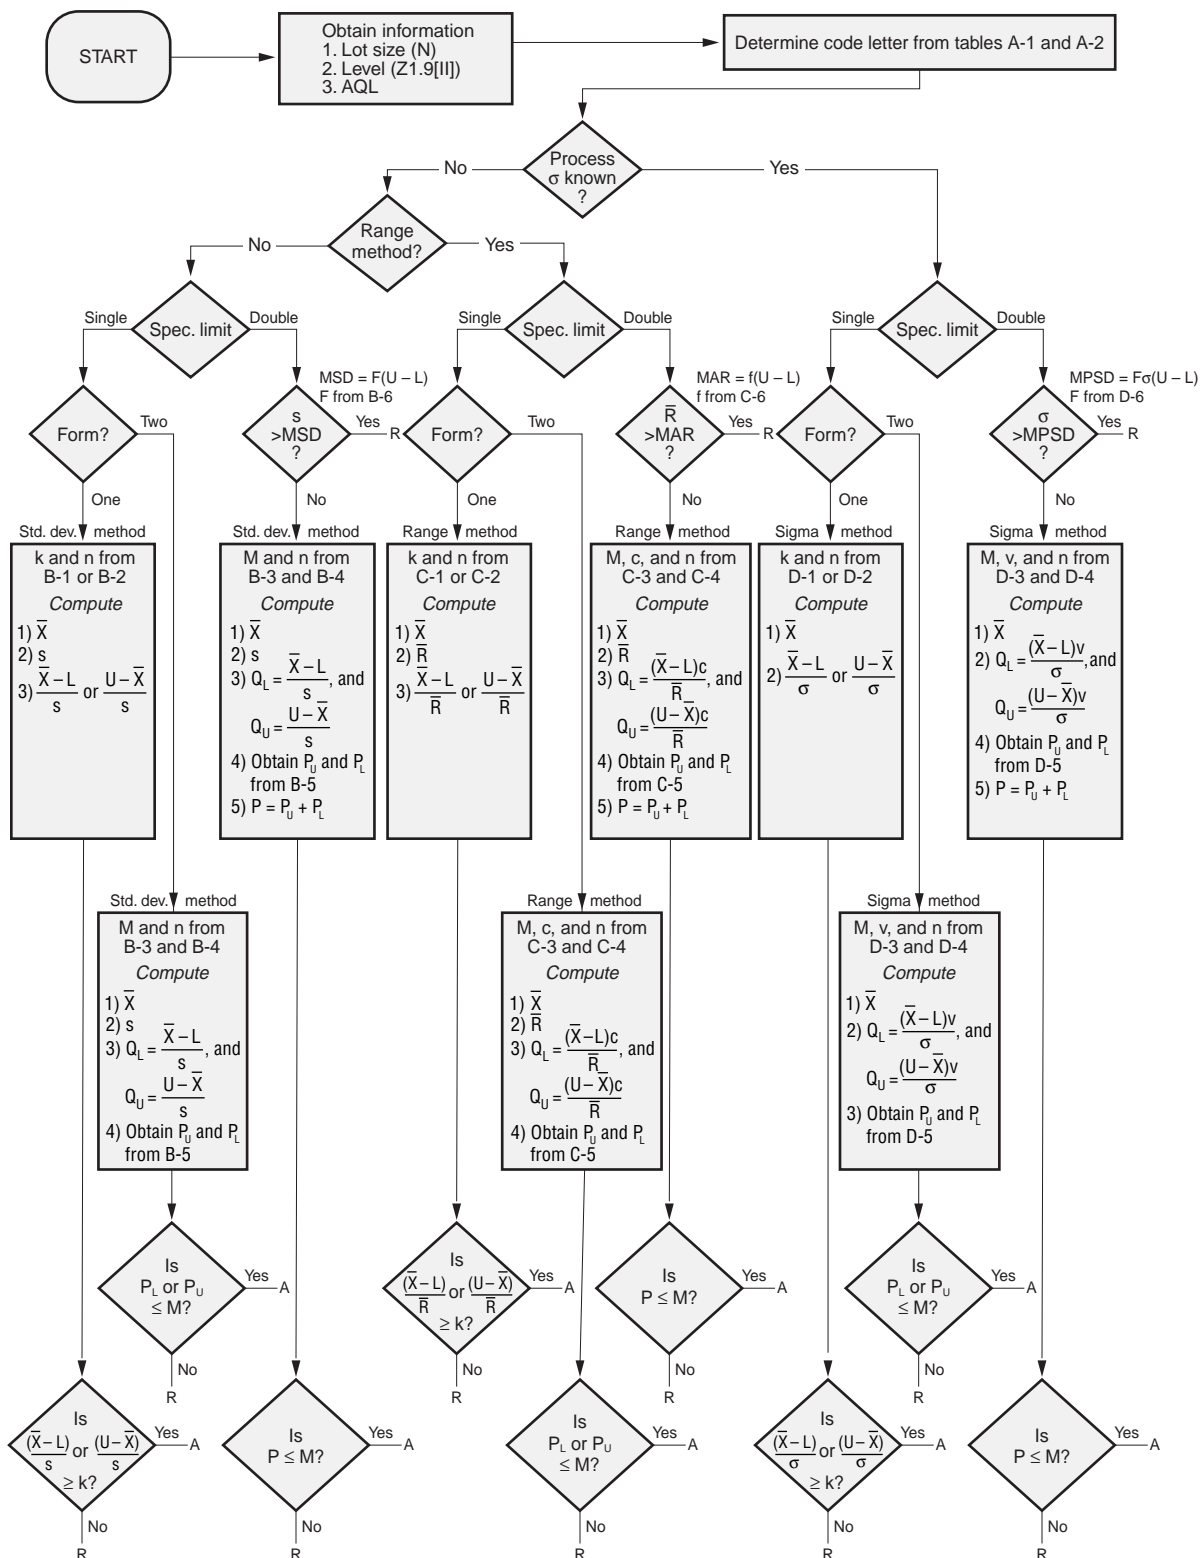 START
Obtain information
1. Lot size (N)
2. Level (Z1.9[II])
3. AQL
Determine code letter from tables A-1 and A-2
Process
σ known
?
No
Yes
Range
method?
No
Yes
Spec. limit
Single
Double
Spec. limit
Single
Double
Spec. limit
Single
Double
Form?
Two
One
MSD = F(U – L)
F from B-6
s
>MSD
?
Yes
R
No
Form?
Two
One
MAR = f(U – L)
f from C-6
R̅
>MAR
?
Yes
R
No
Form?
Two
One
MPSD = Fσ(U – L)
F from D-6
σ
>MPSD
?
Yes
R
No
Std. dev. method
k and n from
B-1 or B-2
Compute
1) X̅
2) s
3) (X̅ – L)/s or (U – X̅)/s
Std. dev. method
M and n from
B-3 and B-4
Compute
1) X̅
2) s
3) Q_L = (X̅ – L)/s, and
Q_U = (U – X̅)/s
4) Obtain P_U and P_L
from B-5
5) P = P_U + P_L
Range method
k and n from
C-1 or C-2
Compute
1) X̅
2) R̅
3) (X̅ – L)/R̅ or (U – X̅)/R̅
Range method
M, c, and n from
C-3 and C-4
Compute
1) X̅
2) R̅
3) Q_L = (X̅ – L)c/R̅, and
Q_U = (U – X̅)c/R̅
4) Obtain P_U and P_L
from C-5
5) P = P_U + P_L
Sigma method
k and n from
D-1 or D-2
Compute
1) X̅
2) (X̅ – L)/σ or (U – X̅)/σ
Sigma method
M, v, and n from
D-3 and D-4
Compute
1) X̅
2) Q_L = (X̅ – L)v/σ, and
Q_U = (U – X̅)v/σ
4) Obtain P_U and P_L
from D-5
5) P = P_U + P_L
Std. dev. method
M and n from
B-3 and B-4
Compute
1) X̅
2) s
3) Q_L = (X̅ – L)/s, and
Q_U = (U – X̅)/s
4) Obtain P_U and P_L
from B-5
Range method
M, c, and n from
C-3 and C-4
Compute
1) X̅
2) R̅
3) Q_L = (X̅ – L)c/R̅, and
Q_U = (U – X̅)c/R̅
4) Obtain P_U and P_L
from C-5
Sigma method
M, v, and n from
D-3 and D-4
Compute
1) X̅
2) Q_L = (X̅ – L)v/σ, and
Q_U = (U – X̅)v/σ
3) Obtain P_U and P_L
from D-5
Is
P_L or P_U
≤ M?
Yes
A
No
R
Is
(X̅ – L)/R̅ or (U – X̅)/R̅
≥ k?
Yes
A
No
R
Is
P ≤ M?
Yes
A
No
R
Is
P_L or P_U
≤ M?
Yes
A
No
R
Is
(X̅ – L)/s or (U – X̅)/s
≥ k?
Yes
A
No
R
Is
P ≤ M?
Yes
A
No
R
Is
P_L or P_U
≤ M?
Yes
A
No
R
Is
(X̅ – L)/σ or (U – X̅)/σ
≥ k?
Yes
A
No
R
Is
P ≤ M?
Yes
A
No
R